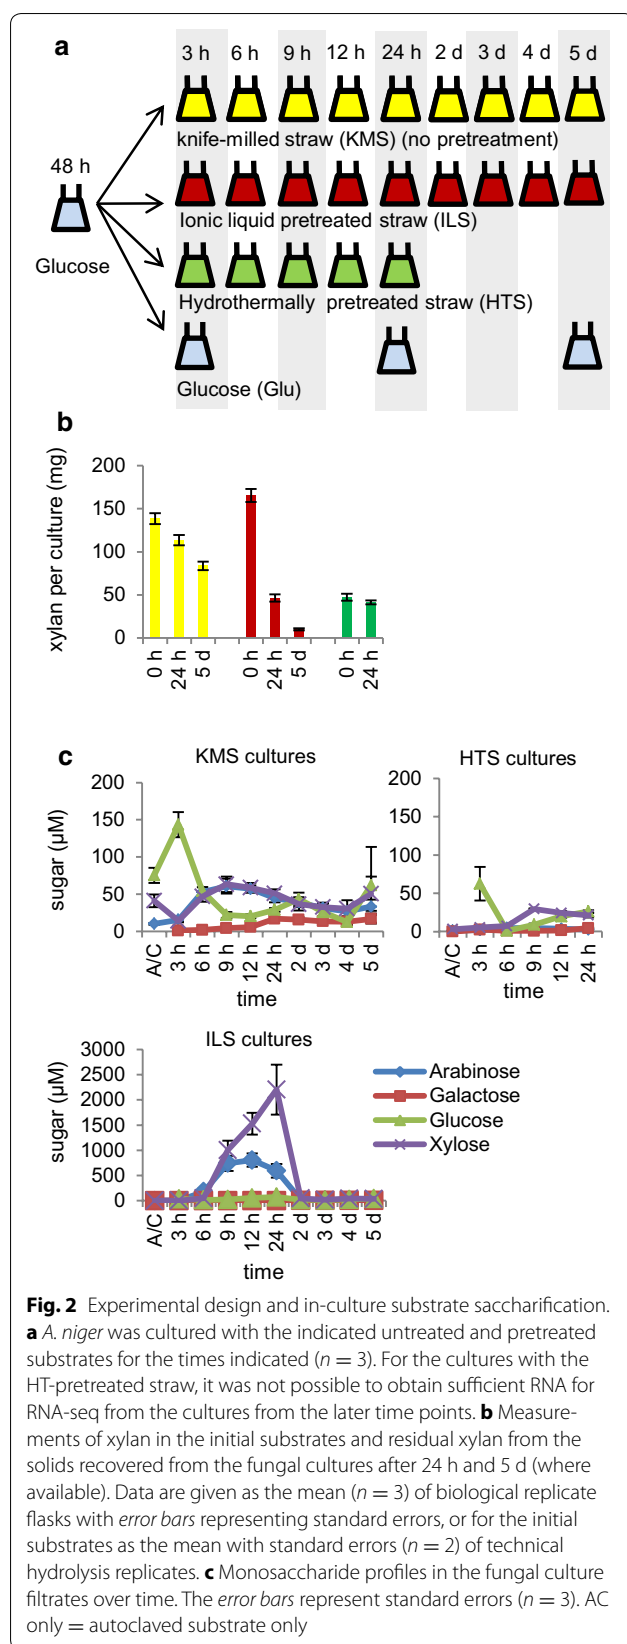 a
3 h 6 h 9 h 12 h 24 h 2 d 3 d 4 d 5 d
knife-milled straw (KMS) (no pretreatment)
48 h
Glucose
Ionic liquid pretreated straw (ILS)
Hydrothermally pretreated straw (HTS)
Glucose (Glu)
b
xylan per culture (mg)
200
150
100
50
0
0 h 24 h 5 d 0 h 24 h 5 d 0 h 24 h
c
KMS cultures
sugar (µM)
200
150
100
50
0
A/C 3 h 6 h 9 h 12 h 24 h 2 d 3 d 4 d 5 d
time
HTS cultures
200
150
100
50
0
A/C 3 h 6 h 9 h 12 h 24 h
time
ILS cultures
sugar (µM)
3000
2500
2000
1500
1000
500
0
A/C 3 h 6 h 9 h 12 h 24 h 2 d 3 d 4 d 5 d
time
Arabinose
Galactose
Glucose
Xylose
Fig. 2 Experimental design and in-culture substrate saccharification.
a A. niger was cultured with the indicated untreated and pretreated
substrates for the times indicated (n = 3). For the cultures with the
HT-pretreated straw, it was not possible to obtain sufficient RNA for
RNA-seq from the cultures from the later time points. b Measure-
ments of xylan in the initial substrates and residual xylan from the
solids recovered from the fungal cultures after 24 h and 5 d (where
available). Data are given as the mean (n = 3) of biological replicate
flasks with error bars representing standard errors, or for the initial
substrates as the mean with standard errors (n = 2) of technical
hydrolysis replicates. c Monosaccharide profiles in the fungal culture
filtrates over time. The error bars represent standard errors (n = 3). AC
only = autoclaved substrate only